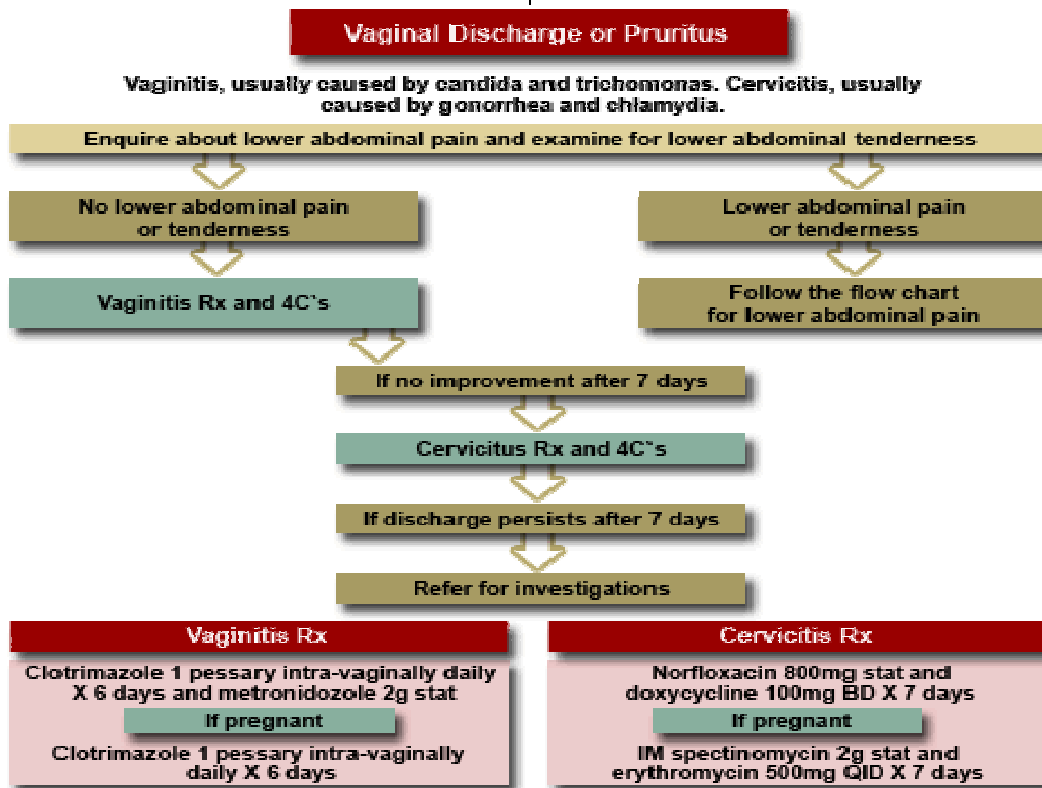 Vaginal Discharge or Pruritus
Vaginitis, usually caused by candida and trichomonas. Cervicitis, usually
caused by gonorrhea and chlamydia.
Enquire about lower abdominal pain and examine for lower abdominal tenderness
No lower abdominal pain
or tenderness
Lower abdominal pain
or tenderness
Vaginitis Rx and 4C`s
Follow the flow chart
for lower abdominal pain
If no improvement after 7 days
Cervicitus Rx and 4C`s
If discharge persists after 7 days
Refer for investigations
Vaginitis Rx
Clotrimazole 1 pessary intra-vaginally daily
X 6 days and metronidozole 2g stat
If pregnant
Clotrimazole 1 pessary intra-vaginally
daily X 6 days
Cervicitis Rx
Norfloxacin 800mg stat and
doxycycline 100mg BD X 7 days
If pregnant
IM spectinomycin 2g stat and
erythromycin 500mg QID X 7 days